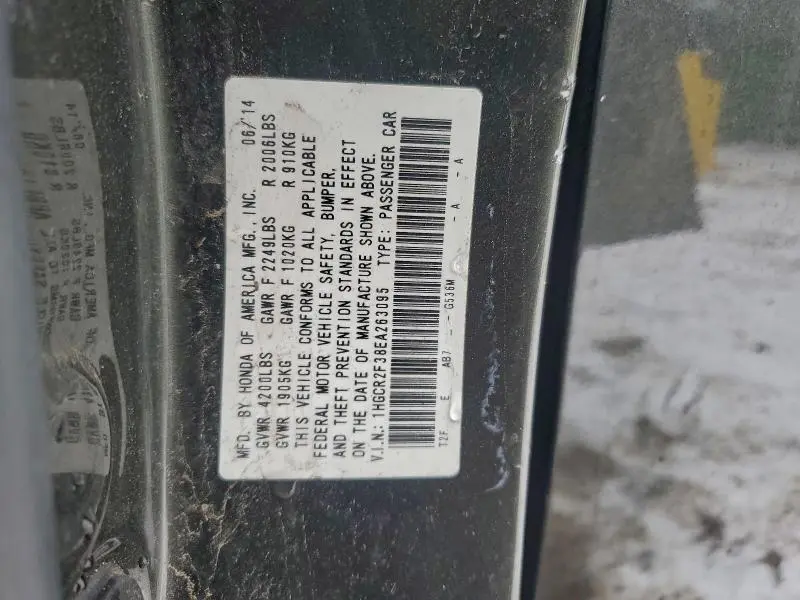 MFD. BY HONDA OF AMERICA MFG., INC. 06/14
GVWR 4200LBS GAWR F 2249LBS R 2006LBS
GVWR 1905KG GAWR F 1020KG R 910KG
THIS VEHICLE CONFORMS TO ALL APPLICABLE
FEDERAL MOTOR VEHICLE SAFETY, BUMPER,
AND THEFT PREVENTION STANDARDS IN EFFECT
ON THE DATE OF MANUFACTURE SHOWN ABOVE.
V.I.N.: 1HGCR2F38EA263095 TYPE: PASSENGER CAR
T2F E AB7 - - G536M - A - A